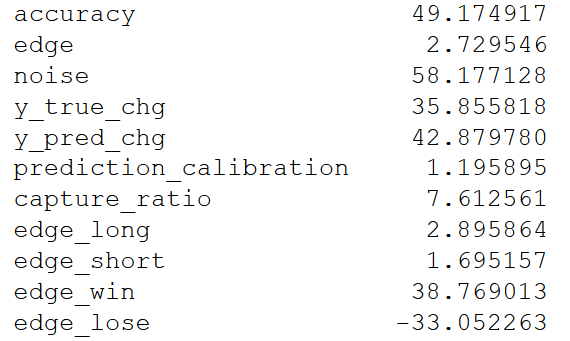 accuracy 49.174917
edge 2.729546
noise 58.177128
y_true_chg 35.855818
y_pred_chg 42.879780
prediction_calibration 1.195895
capture_ratio 7.612561
edge_long 2.895864
edge_short 1.695157
edge_win 38.769013
edge_lose -33.052263